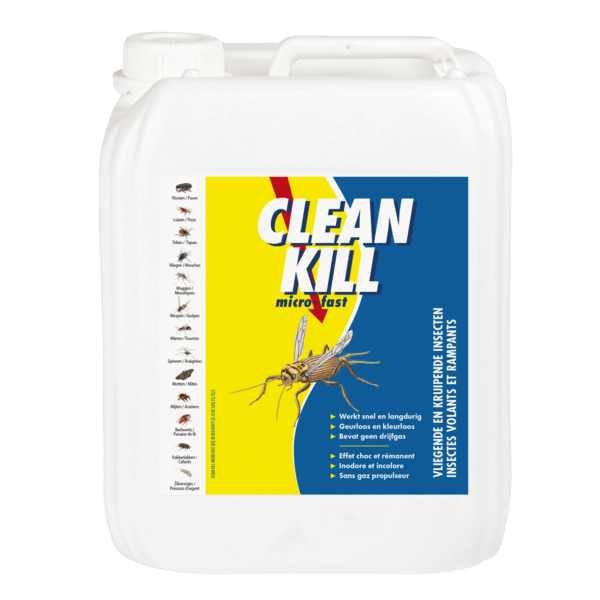 CLEAN
KILL
micro-fast
Vlooien / Puces
Luizen / Poux
Teken / Tiques
Vliegen / Mouches
Muggen /
Moustiques
Wespen / Guêpes
Mieren / Fourmis
Spinnen / Araignées
Motten / Mites
Mijten / Acariens
Bedwants /
Punaise de lit
Kakkerlakken /
Cafards
Zilvervisjes /
Poissons d'argent
► Werkt snel en langdurig
► Geurloos en kleurloos
► Bevat geen drijfgas
► Effet choc et rémanent
► Inodore et incolore
► Sans gaz propulseur
VLIEGENDE EN KRUIPENDE INSECTEN
INSECTES VOLANTS ET RAMPANTS